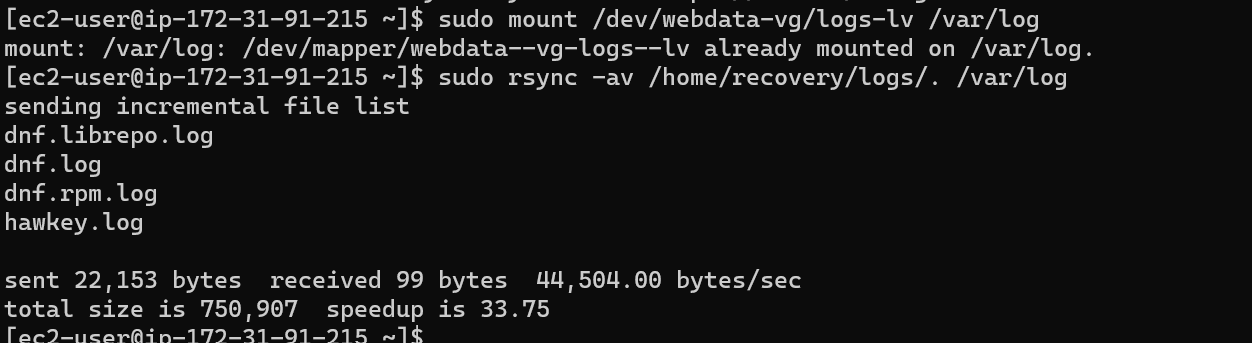 [ec2-user@ip-172-31-91-215 ~]$ sudo mount /dev/webdata-vg/logs-lv /var/log
mount: /var/log: /dev/mapper/webdata--vg-logs--lv already mounted on /var/log.
[ec2-user@ip-172-31-91-215 ~]$ sudo rsync -av /home/recovery/logs/. /var/log
sending incremental file list
dnf.librepo.log
dnf.log
dnf.rpm.log
hawkey.log

sent 22,153 bytes  received 99 bytes  44,504.00 bytes/sec
total size is 750,907  speedup is 33.75
[ec2-user@ip-172-31-91-215 ~]$